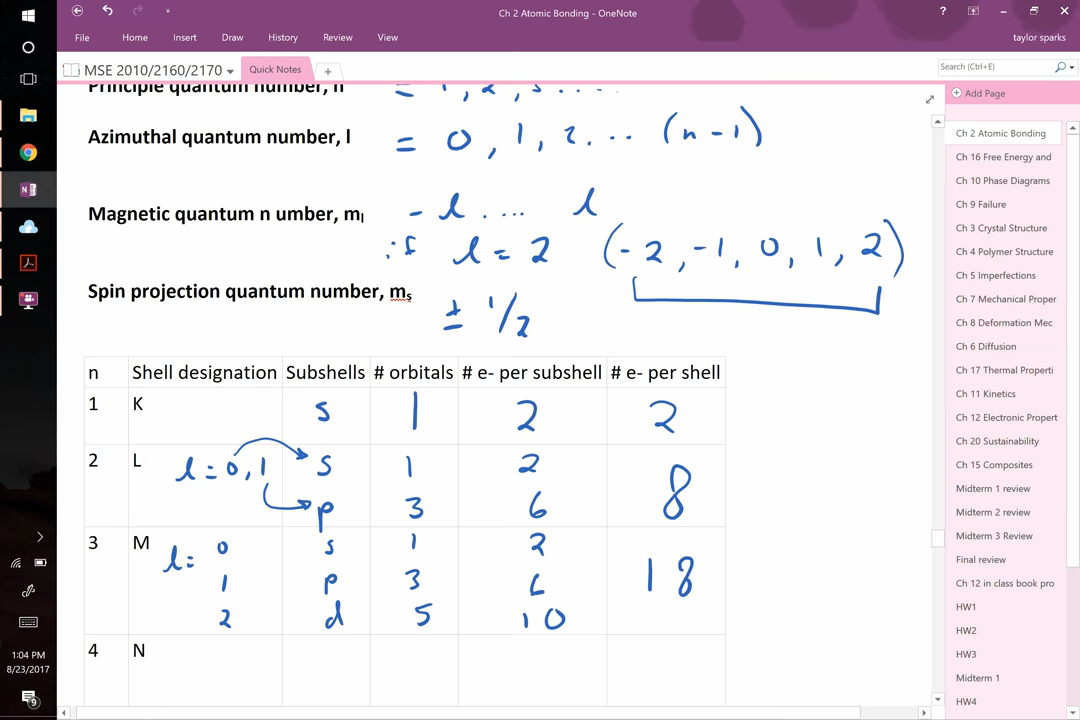 Ch 2 Atomic Bonding - OneNote
?
File Home Insert Draw History Review View
taylor sparks
MSE 2010/2160/2170
Quick Notes
+
Search (Ctrl+E)
Add Page
Principle quantum number, n = 1, 2, 3 ....
Azimuthal quantum number, l = 0, 1, 2 ... (n-1)
Magnetic quantum n umber, ml - l .... l
if l = 2 (-2, -1, 0, 1, 2)
Spin projection quantum number, ms ± 1/2
n Shell designation Subshells # orbitals # e- per subshell # e- per shell
1 K s 1 2 2
2 L l = 0, 1 s 1 2 8
p 3 6
3 M l = 0 s 1 2 18
1 p 3 6
2 d 5 10
4 N
Ch 2 Atomic Bonding
Ch 16 Free Energy and
Ch 10 Phase Diagrams
Ch 9 Failure
Ch 3 Crystal Structure
Ch 4 Polymer Structure
Ch 5 Imperfections
Ch 7 Mechanical Proper
Ch 8 Deformation Mec
Ch 6 Diffusion
Ch 17 Thermal Properti
Ch 11 Kinetics
Ch 12 Electronic Propert
Ch 20 Sustainability
Ch 15 Composites
Midterm 1 review
Midterm 2 review
Midterm 3 Review
Final review
Ch 12 in class book pro
HW1
HW2
HW3
Midterm 1
HW4
1:04 PM
8/23/2017
9